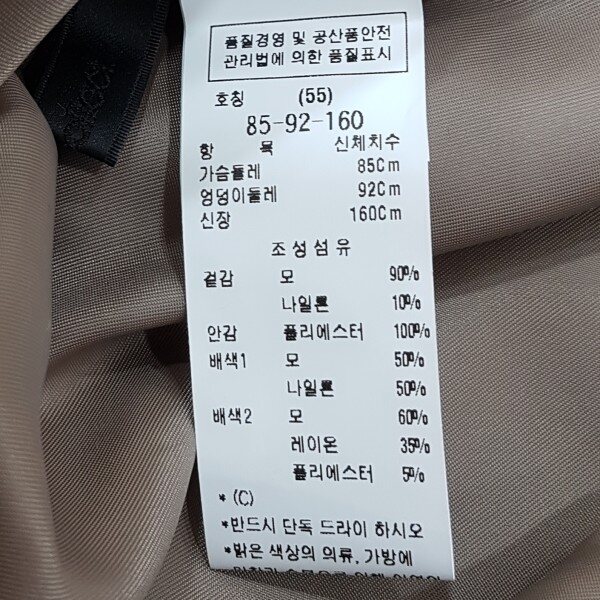 품질경영 및 공산품안전
관리법에 의한 품질표시
호칭 (55)
85-92-160
항 목 신체치수
가슴둘레 85Cm
엉덩이둘레 92Cm
신장 160Cm
조성섬유
겉감 모 90%
나일론 10%
안감 폴리에스터 100%
배색1 모 50%
나일론 50%
배색2 모 60%
레이온 35%
폴리에스터 5%
*(C)
*반드시 단독 드라이 하시오
*밝은 색상의 의류, 가방에